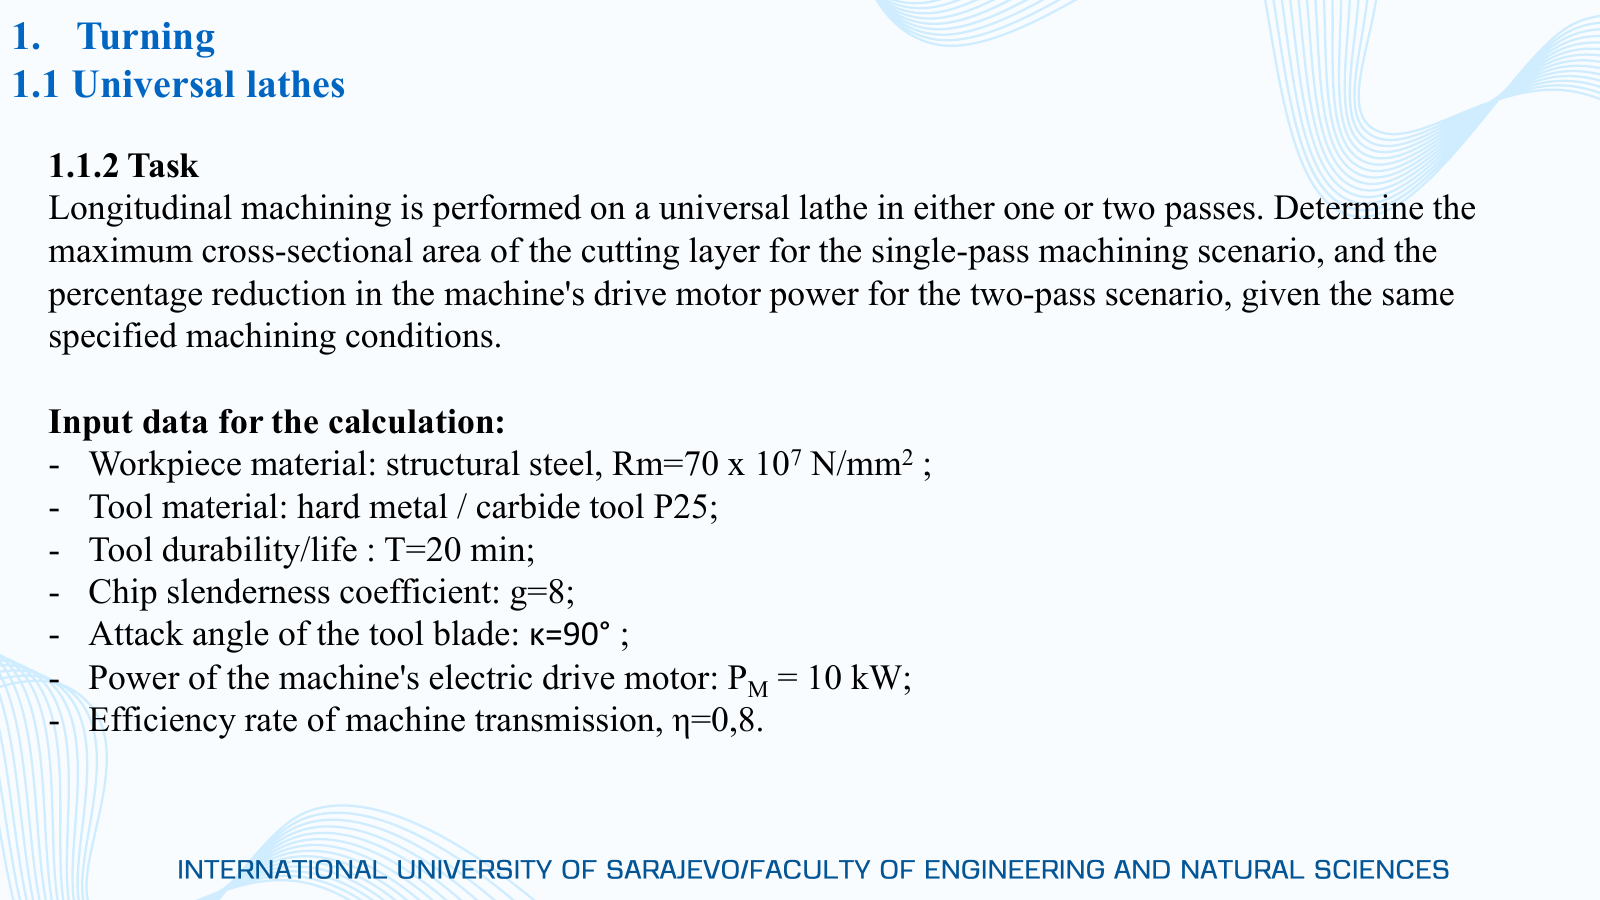 1. Turning
1.1 Universal lathes
1.1.2 Task
Longitudinal machining is performed on a universal lathe in either one or two passes. Determine the
maximum cross-sectional area of the cutting layer for the single-pass machining scenario, and the
percentage reduction in the machine's drive motor power for the two-pass scenario, given the same
specified machining conditions.
Input data for the calculation:
- Workpiece material: structural steel, Rm=70 x 10⁷ N/mm² ;
- Tool material: hard metal / carbide tool P25;
- Tool durability/life : T=20 min;
- Chip slenderness coefficient: g=8;
- Attack angle of the tool blade: κ=90° ;
- Power of the machine's electric drive motor: P_M = 10 kW;
- Efficiency rate of machine transmission, η=0,8.
INTERNATIONAL UNIVERSITY OF SARAJEVO/FACULTY OF ENGINEERING AND NATURAL SCIENCES